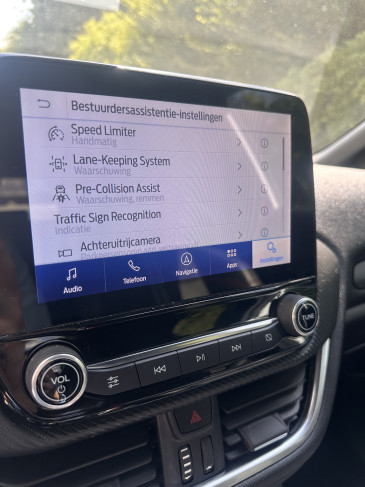 Bestuurdersassistentie-instellingen
Speed Limiter
Handmatig
Lane-Keeping System
Waarschuwing
Pre-Collision Assist
Waarschuwing, remmen
Traffic Sign Recognition
Indicatie
Achteruitrijcamera
Audio
Telefoon
Navigatie
Apps
Instellingen
VOL
TUNE